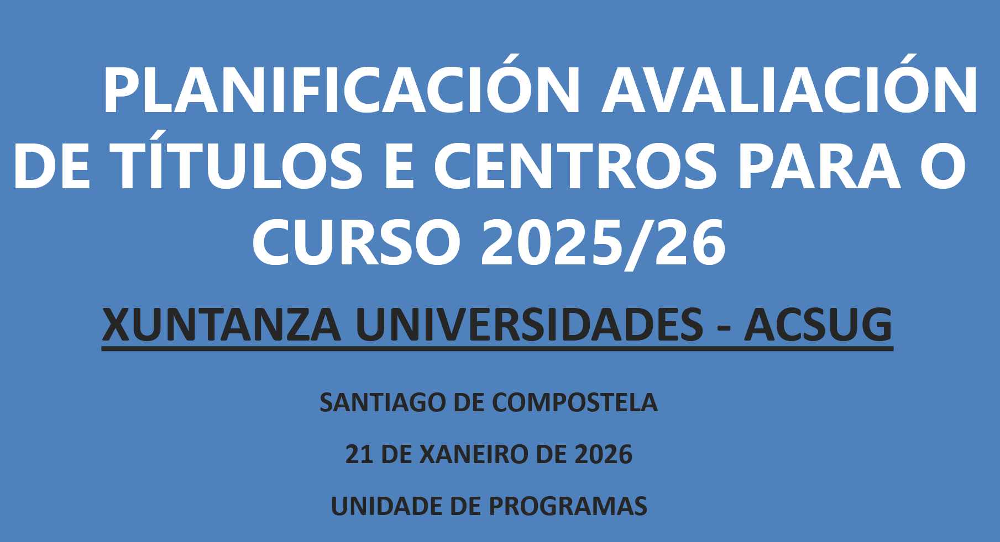 PLANIFICACIÓN AVALIACIÓN
DE TÍTULOS E CENTROS PARA O
CURSO 2025/26
XUNTANZA UNIVERSIDADES - ACSUG
SANTIAGO DE COMPOSTELA
21 DE XANEIRO DE 2026
UNIDADE DE PROGRAMAS